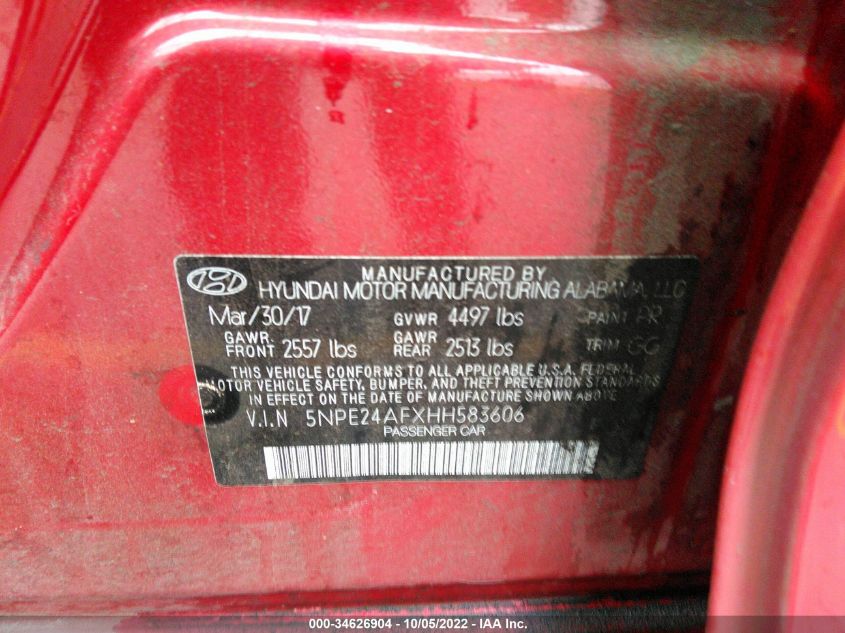 MANUFACTURED BY
HYUNDAI MOTOR MANUFACTURING ALABAMA, LLC
Mar/30/17 GVWR 4497 lbs PAINT PR
GAWR. FRONT 2557 lbs GAWR REAR 2513 lbs TRIM GG
THIS VEHICLE CONFORMS TO ALL APPLICABLE U.S.A. FEDERAL
MOTOR VEHICLE SAFETY, BUMPER, AND THEFT PREVENTION STANDARDS
IN EFFECT ON THE DATE OF MANUFACTURE SHOWN ABOVE.
V.I.N 5NPE24AFXHH583606
PASSENGER CAR
000-34626904 - 10/05/2022 - IAA Inc.